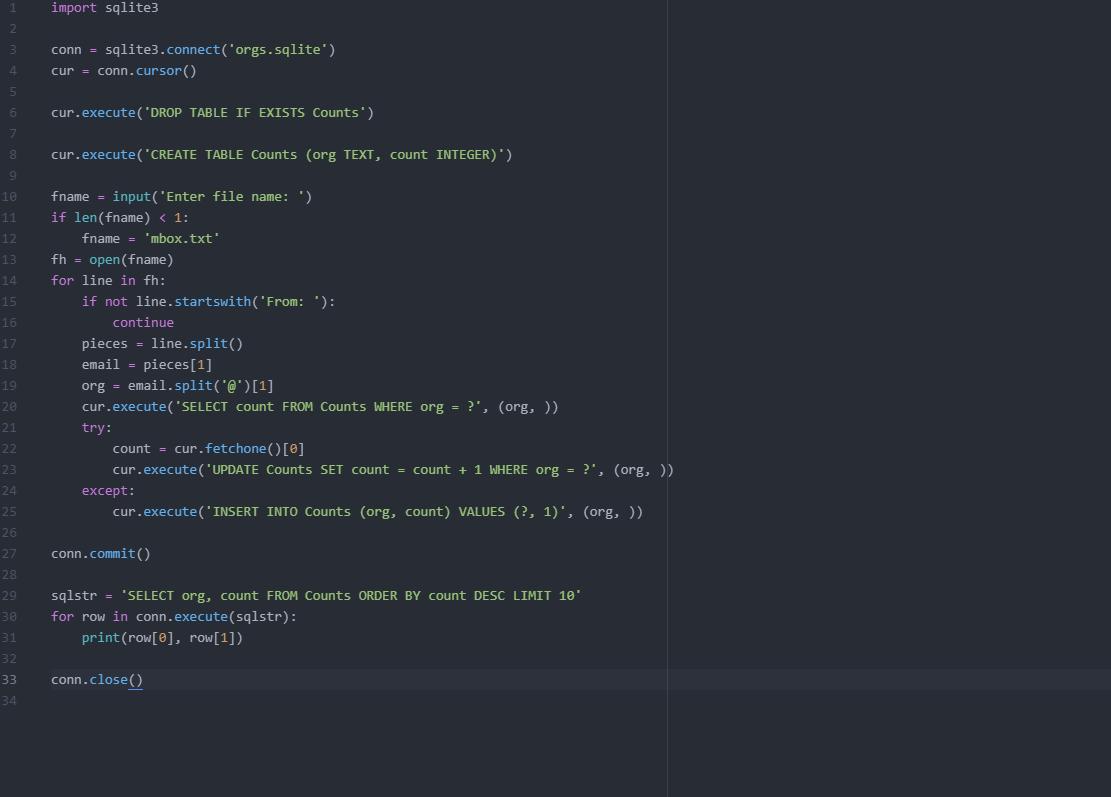 1 import sqlite3
2
3 conn = sqlite3.connect('orgs.sqlite')
4 cur = conn.cursor()
5
6 cur.execute('DROP TABLE IF EXISTS Counts')
7
8 cur.execute('CREATE TABLE Counts (org TEXT, count INTEGER)')
9
10 fname = input('Enter file name: ')
11 if len(fname) < 1:
12     fname = 'mbox.txt'
13 fh = open(fname)
14 for line in fh:
15     if not line.startswith('From: '):
16         continue
17     pieces = line.split()
18     email = pieces[1]
19     org = email.split('@')[1]
20     cur.execute('SELECT count FROM Counts WHERE org = ?', (org, ))
21     try:
22         count = cur.fetchone()[0]
23         cur.execute('UPDATE Counts SET count = count + 1 WHERE org = ?', (org, ))
24     except:
25         cur.execute('INSERT INTO Counts (org, count) VALUES (?, 1)', (org, ))
26
27 conn.commit()
28
29 sqlstr = 'SELECT org, count FROM Counts ORDER BY count DESC LIMIT 10'
30 for row in conn.execute(sqlstr):
31     print(row[0], row[1])
32
33 conn.close()
34